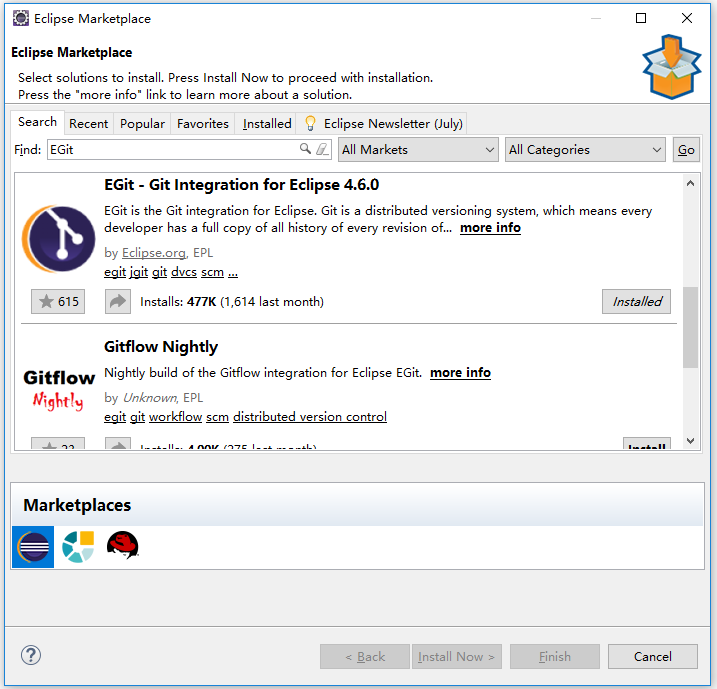 Eclipse Marketplace
Eclipse Marketplace
Select solutions to install. Press Install Now to proceed with installation.
Press the "more info" link to learn more about a solution.
Search Recent Popular Favorites Installed Eclipse Newsletter (July)
Find: EGit All Markets All Categories Go
EGit - Git Integration for Eclipse 4.6.0
EGit is the Git integration for Eclipse. Git is a distributed versioning system, which means every
developer has a full copy of all history of every revision of... more info
by Eclipse.org, EPL
egit jgit git dvcs scm ...
615 Installs: 477K (1,614 last month) Installed
Gitflow Nightly
Nightly build of the Gitflow integration for Eclipse EGit. more info
Gitflow
Nightly
by Unknown, EPL
egit git workflow scm distributed version control
23 Installs: 4.00K (275 last month) Install
Marketplaces
?
< Back Install Now > Finish Cancel